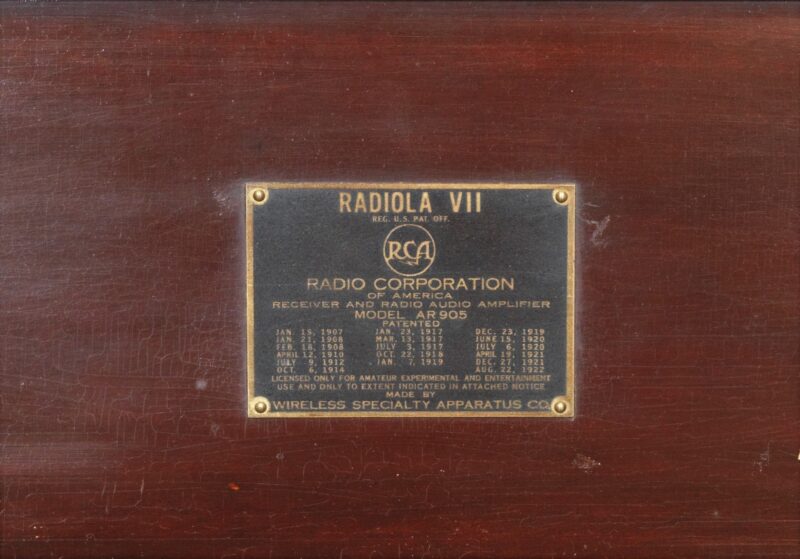 RADIOLA VII
REG. U.S. PAT. OFF.
RCA
RADIO CORPORATION
OF AMERICA
RECEIVER AND RADIO AUDIO AMPLIFIER
MODEL AR 905
PATENTED
JAN. 15, 1907 JAN. 23, 1917 DEC. 23, 1919
JAN. 21, 1908 MAR. 13, 1917 JUNE 15, 1920
FEB. 18, 1908 JULY 3, 1917 JULY 6, 1920
APRIL 12, 1910 OCT. 22, 1918 APRIL 19, 1921
JULY 9, 1912 JAN. 7, 1919 DEC. 27, 1921
OCT. 6, 1914 AUG. 22, 1922
LICENSED ONLY FOR AMATEUR EXPERIMENTAL AND ENTERTAINMENT
USE AND ONLY TO EXTENT INDICATED IN ATTACHED NOTICE
MADE BY
WIRELESS SPECIALTY APPARATUS CO.